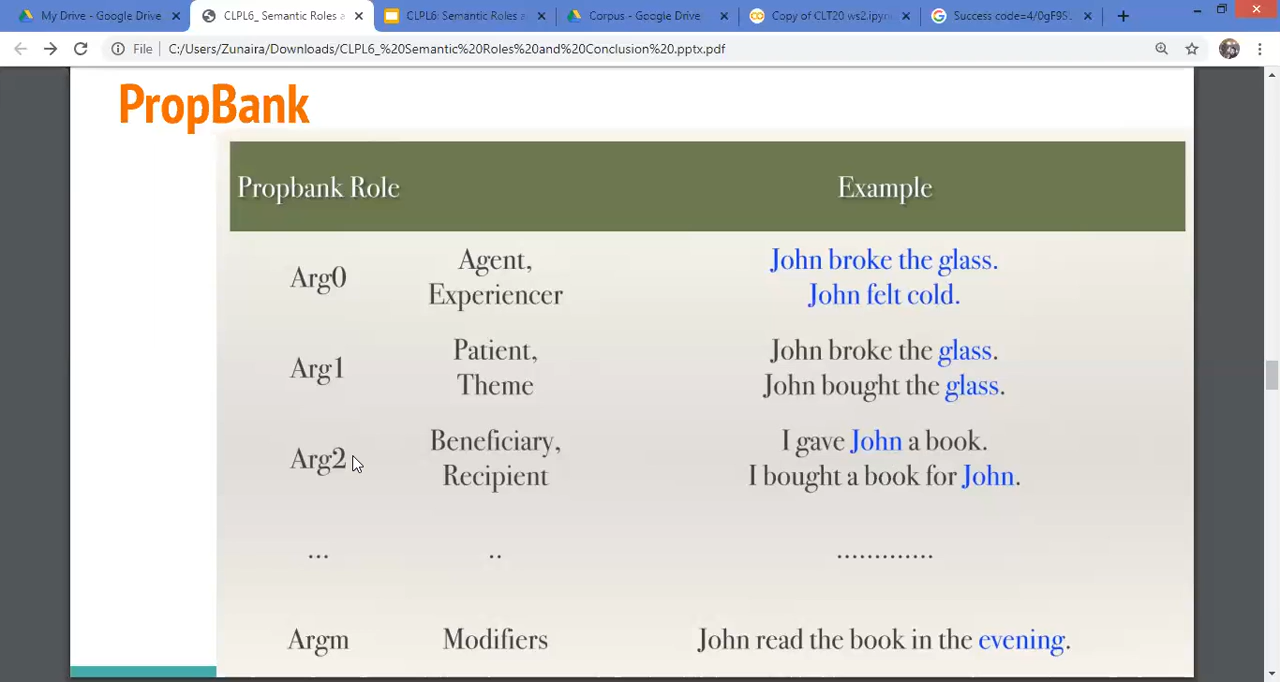 My Drive - Google Drive
CLPL6_ Semantic Roles a
CLPL6: Semantic Roles a
Corpus - Google Drive
Copy of CLT20 ws2.ipyn
Success code=4/0gF9S
File
C:/Users/Zunaira/Downloads/CLPL6_%20Semantic%20Roles%20and%20Conclusion%20.pptx.pdf
PropBank
Propbank Role Example
Arg0
Agent,
Experiencer
John broke the glass.
John felt cold.
Arg1
Patient,
Theme
John broke the glass.
John bought the glass.
Arg2
Beneficiary,
Recipient
I gave John a book.
I bought a book for John.
... .. .............
Argm Modifiers John read the book in the evening.